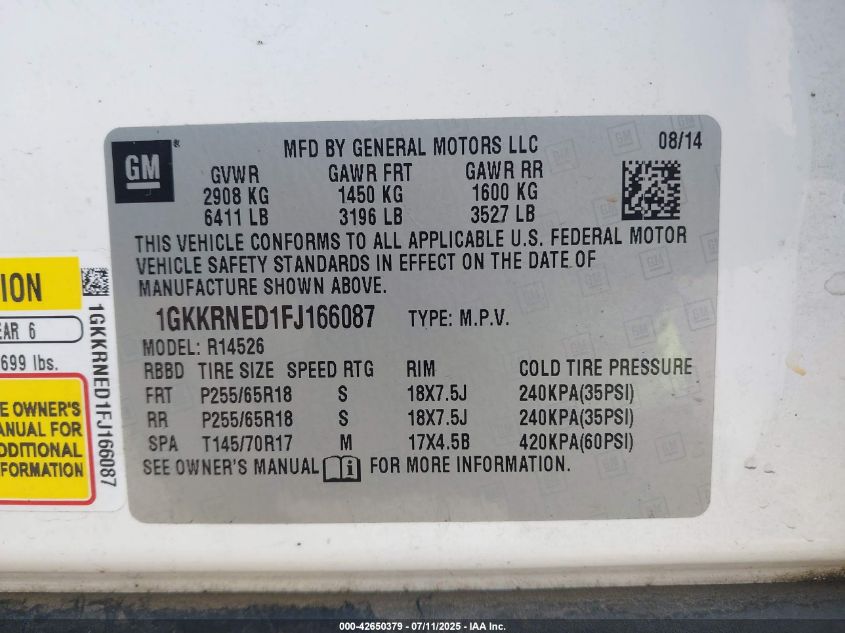 MFD BY GENERAL MOTORS LLC 08/14
GM
GVWR GAWR FRT GAWR RR
2908 KG 1450 KG 1600 KG
6411 LB 3196 LB 3527 LB
THIS VEHICLE CONFORMS TO ALL APPLICABLE U.S. FEDERAL MOTOR
VEHICLE SAFETY STANDARDS IN EFFECT ON THE DATE OF
MANUFACTURE SHOWN ABOVE.
1GKKRNED1FJ166087 TYPE: M.P.V.
MODEL: R14526
RBBD TIRE SIZE SPEED RTG RIM COLD TIRE PRESSURE
FRT P255/65R18 S 18X7.5J 240KPA(35PSI)
RR P255/65R18 S 18X7.5J 240KPA(35PSI)
SPA T145/70R17 M 17X4.5B 420KPA(60PSI)
SEE OWNER'S MANUAL FOR MORE INFORMATION.
ION
EAR 6
699 lbs.
E OWNER'S
ANUAL FOR
DDITIONAL
FORMATION
1GKKRNED1FJ166087
000-42650379 - 07/11/2025 - IAA Inc.